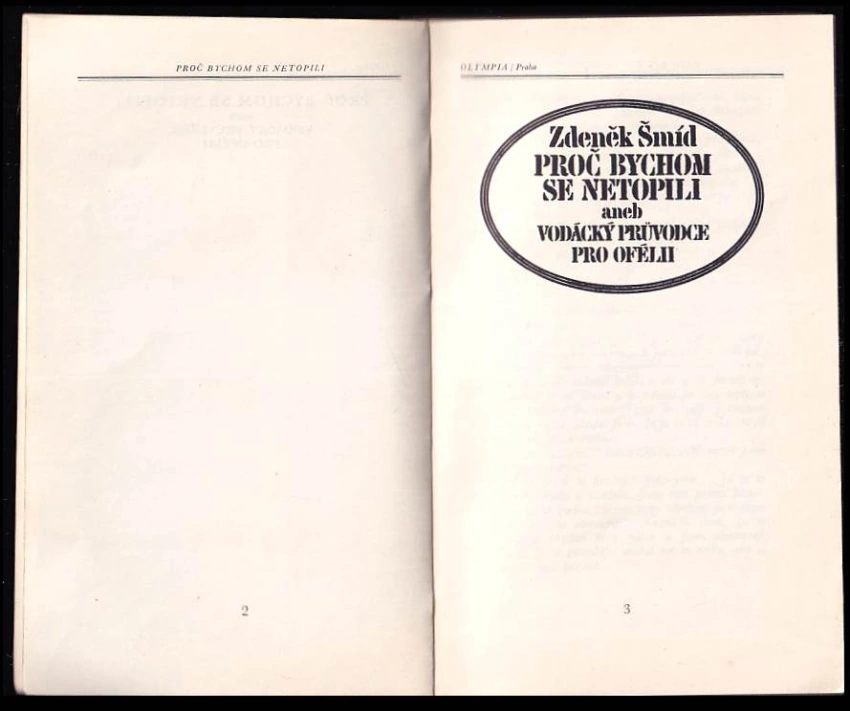 PROČ BYCHOM SE NETOPILI
2
OLYMPIA | Praha
Zdeněk Šmíd
PROČ BYCHOM
SE NETOPILI
aneb
VODÁCKÝ PRŮVODCE
PRO OFÉLII
3